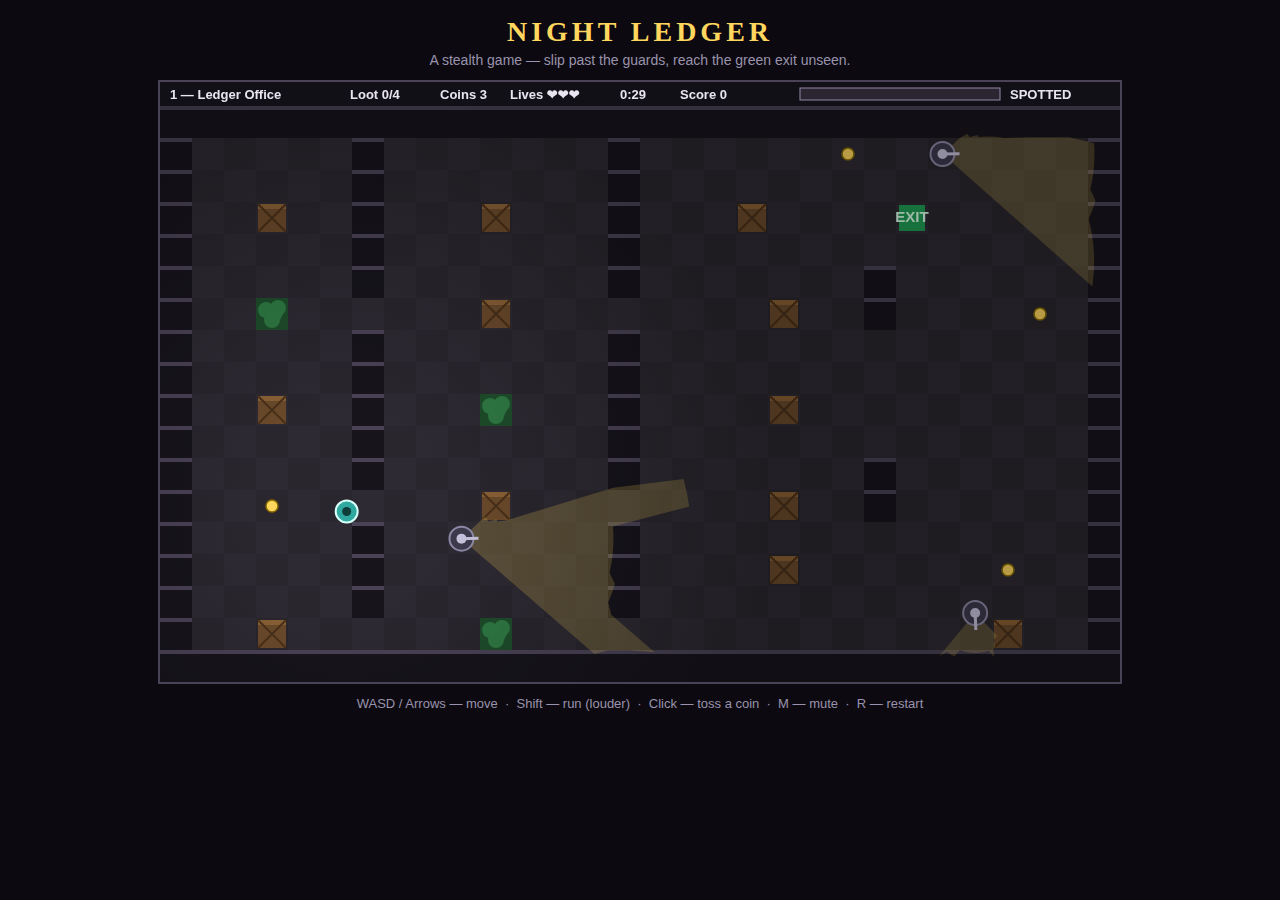 NIGHT LEDGER
A stealth game — slip past the guards, reach the green exit unseen.
1 — Ledger Office Loot 0/4 Coins 3 Lives ❤❤❤ 0:29 Score 0 SPOTTED
EXIT
WASD / Arrows — move · Shift — run (louder) · Click — toss a coin · M — mute · R — restart